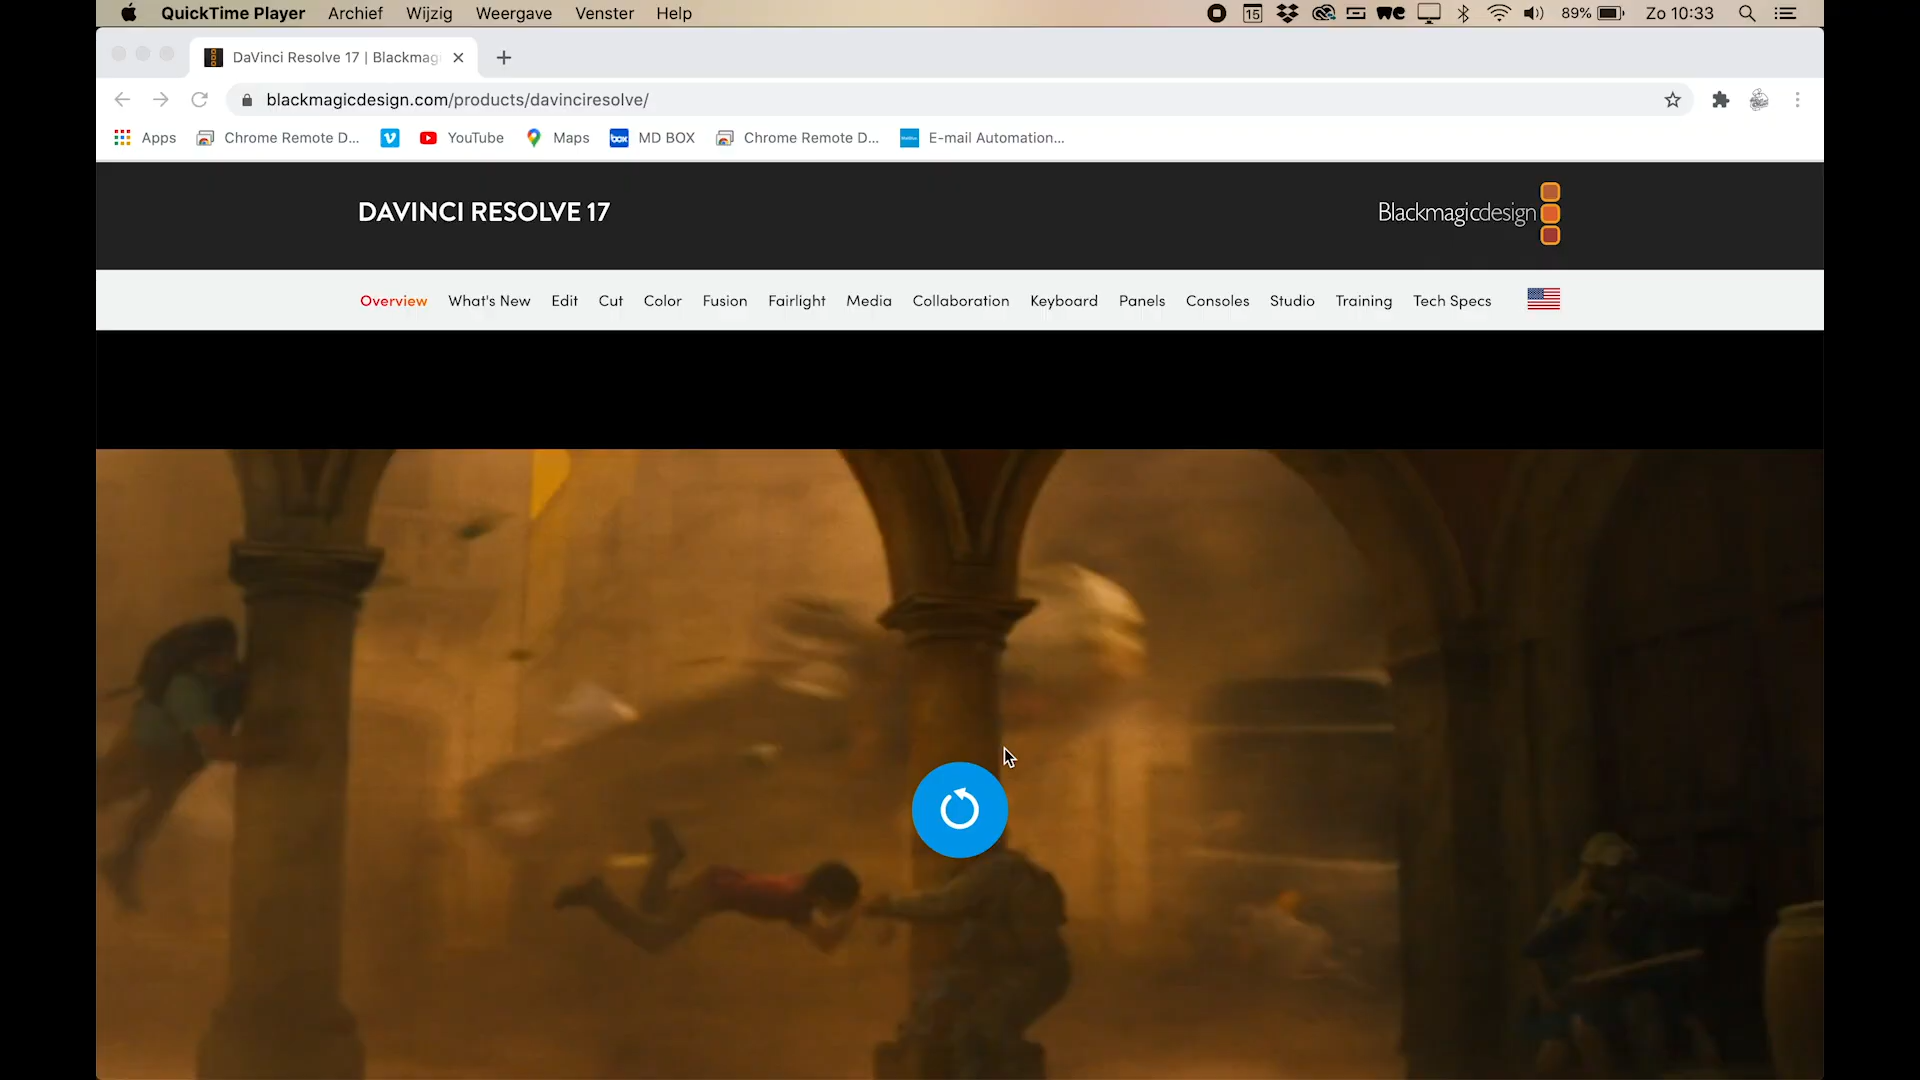 QuickTime Player Archief Wijzig Weergave Venster Help 15 89% Zo 10:33
DaVinci Resolve 17 | Blackmag
blackmagicdesign.com/products/davinciresolve/
Apps Chrome Remote D... YouTube Maps box MD BOX Chrome Remote D... E-mail Automation...
DAVINCI RESOLVE 17 Blackmagicdesign
Overview What's New Edit Cut Color Fusion Fairlight Media Collaboration Keyboard Panels Consoles Studio Training Tech Specs